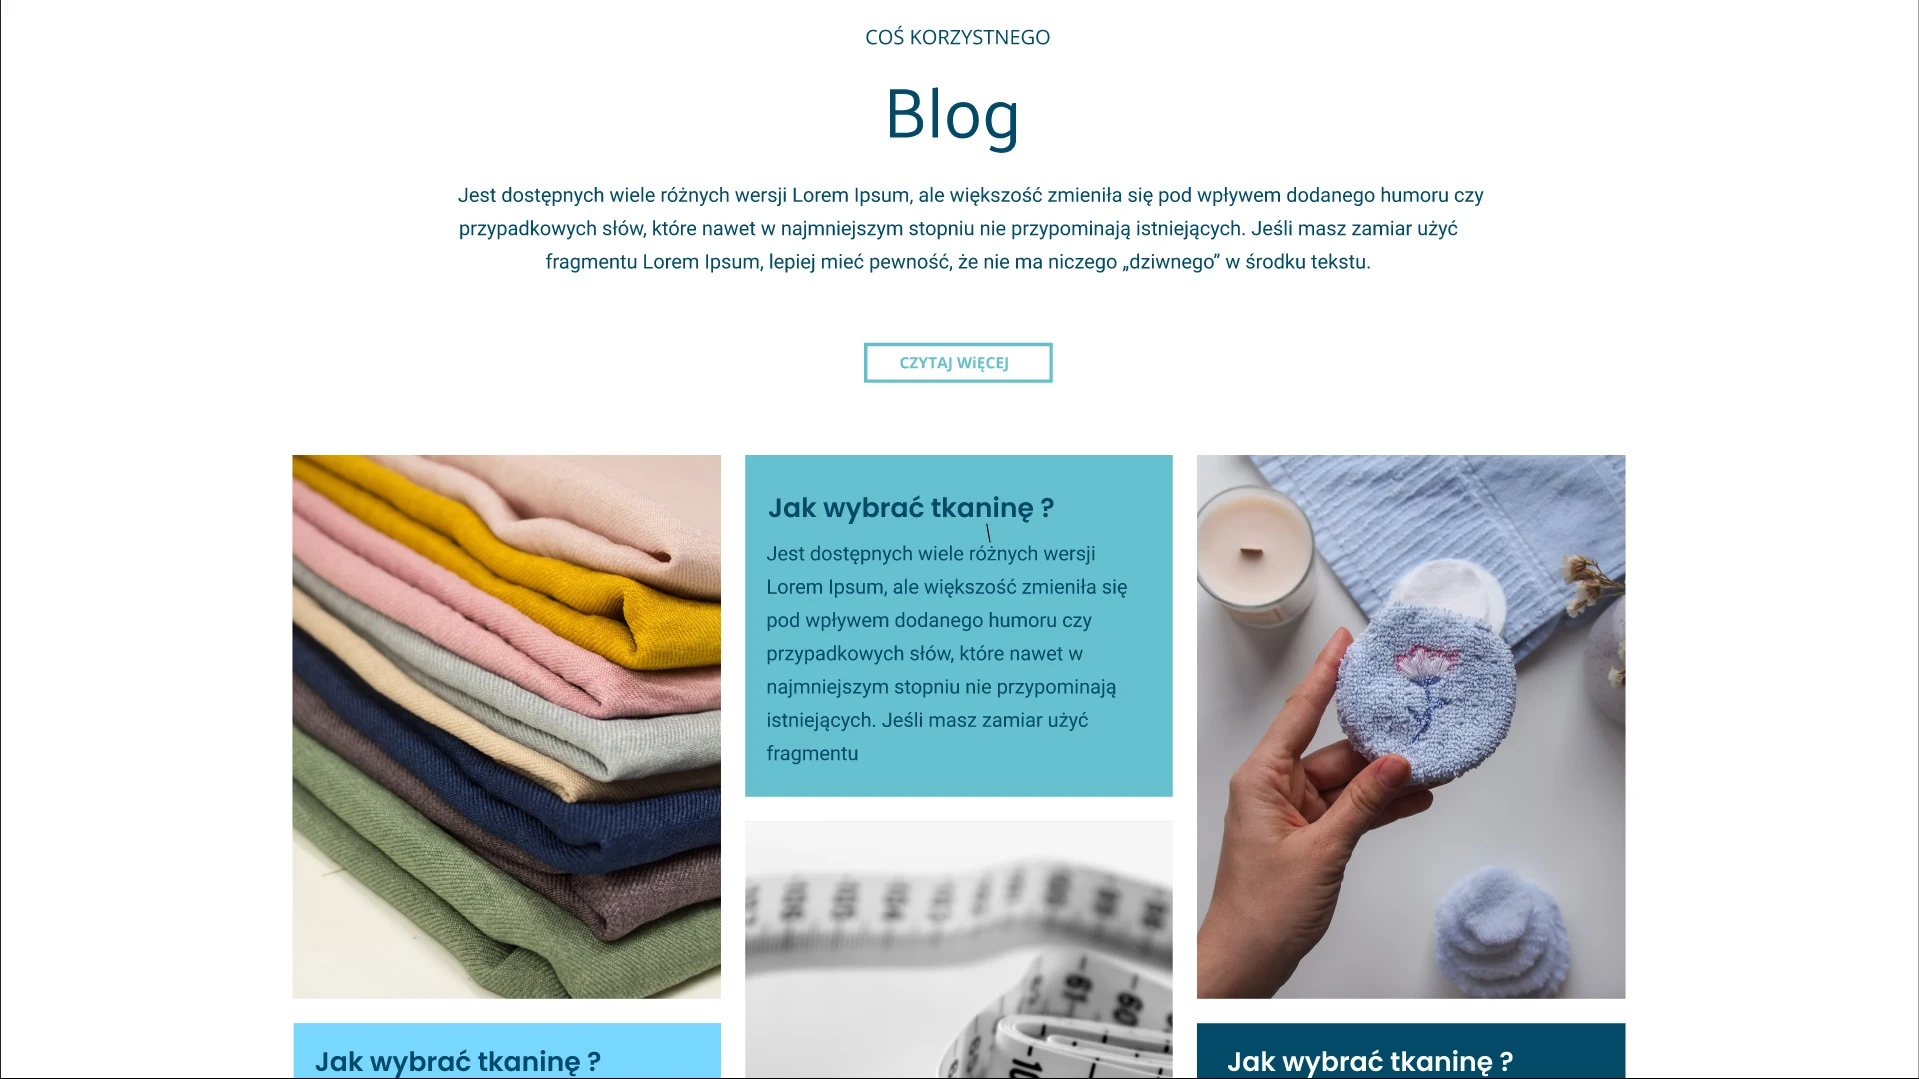 COŚ KORZYSTNEGO
Blog
Jest dostępnych wiele różnych wersji Lorem Ipsum, ale większość zmieniła się pod wpływem dodanego humoru czy
przypadkowych słów, które nawet w najmniejszym stopniu nie przypominają istniejących. Jeśli masz zamiar użyć
fragmentu Lorem Ipsum, lepiej mieć pewność, że nie ma niczego „dziwnego” w środku tekstu.
CZYTAJ WiĘCEJ
Jak wybrać tkaninę ?
Jest dostępnych wiele różnych wersji
Lorem Ipsum, ale większość zmieniła się
pod wpływem dodanego humoru czy
przypadkowych słów, które nawet w
najmniejszym stopniu nie przypominają
istniejących. Jeśli masz zamiar użyć
fragmentu
61
60
10
Jak wybrać tkaninę ?
Jak wybrać tkaninę ?